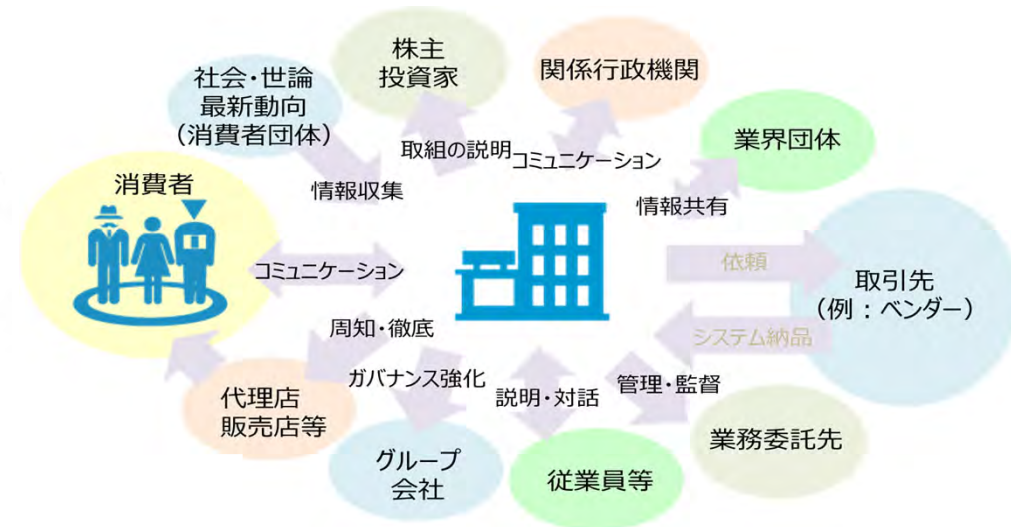 株主
投資家
関係行政機関
社会・世論
最新動向
(消費者団体)
業界団体
取組の説明
コミュニケーション
消費者
情報収集
情報共有
コミュニケーション
依頼
取引先
(例：ベンダー)
周知・徹底
システム納品
ガバナンス強化
説明・対話
管理・監督
代理店
販売店等
グループ
会社
従業員等
業務委託先